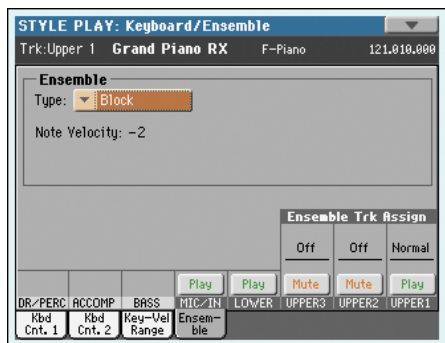 STYLE PLAY: Keyboard/Ensemble
Trk:Upper 1 Grand Piano RX F-Piano 121.010.000
Ensemble
Type: Block
Note Velocity: -2
Ensemble Trk Assign
Off Off Normal
Play Play Mute Mute Play
DR/PERC ACCOMP BASS MIC/IN LOWER UPPER3 UPPER2 UPPER1
Kbd Kbd Key-Vel Ensem-
Cnt. 1 Cnt. 2 Range ble